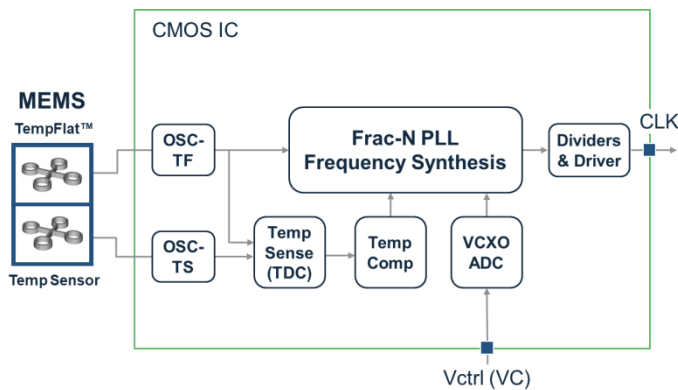 CMOS IC
MEMS
TempFlat™
OSC-
TF
Frac-N PLL
Frequency Synthesis
Dividers
& Driver
CLK
OSC-
TS
Temp
Sense
(TDC)
Temp
Comp
VCXO
ADC
Temp Sensor
Vctrl (VC)